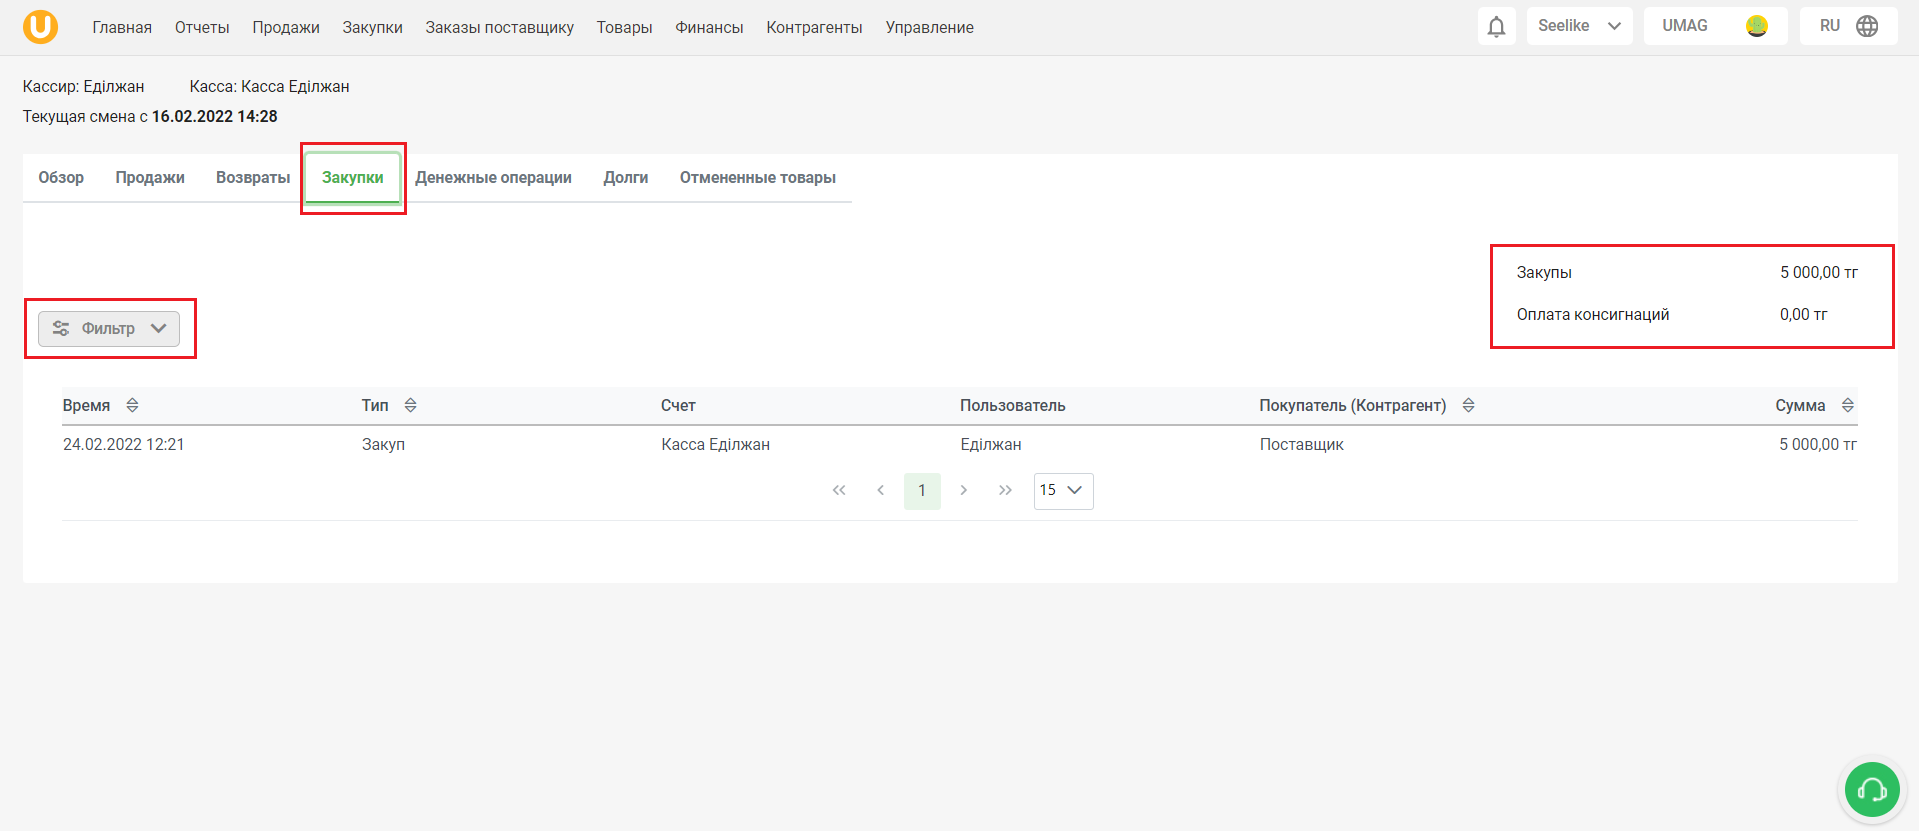 U Главная Отчеты Продажи Закупки Заказы поставщику Товары Финансы Контрагенты Управление Seelike UMAG RU
Кассир: Еділжан Касса: Касса Еділжан
Текущая смена с 16.02.2022 14:28
Обзор Продажи Возвраты Закупки Денежные операции Долги Отмененные товары
Закупы 5 000,00 тг
Оплата консигнаций 0,00 тг
Фильтр
Время Тип Счет Пользователь Покупатель (Контрагент) Сумма
24.02.2022 12:21 Закуп Касса Еділжан Еділжан Поставщик 5 000,00 тг
1 15